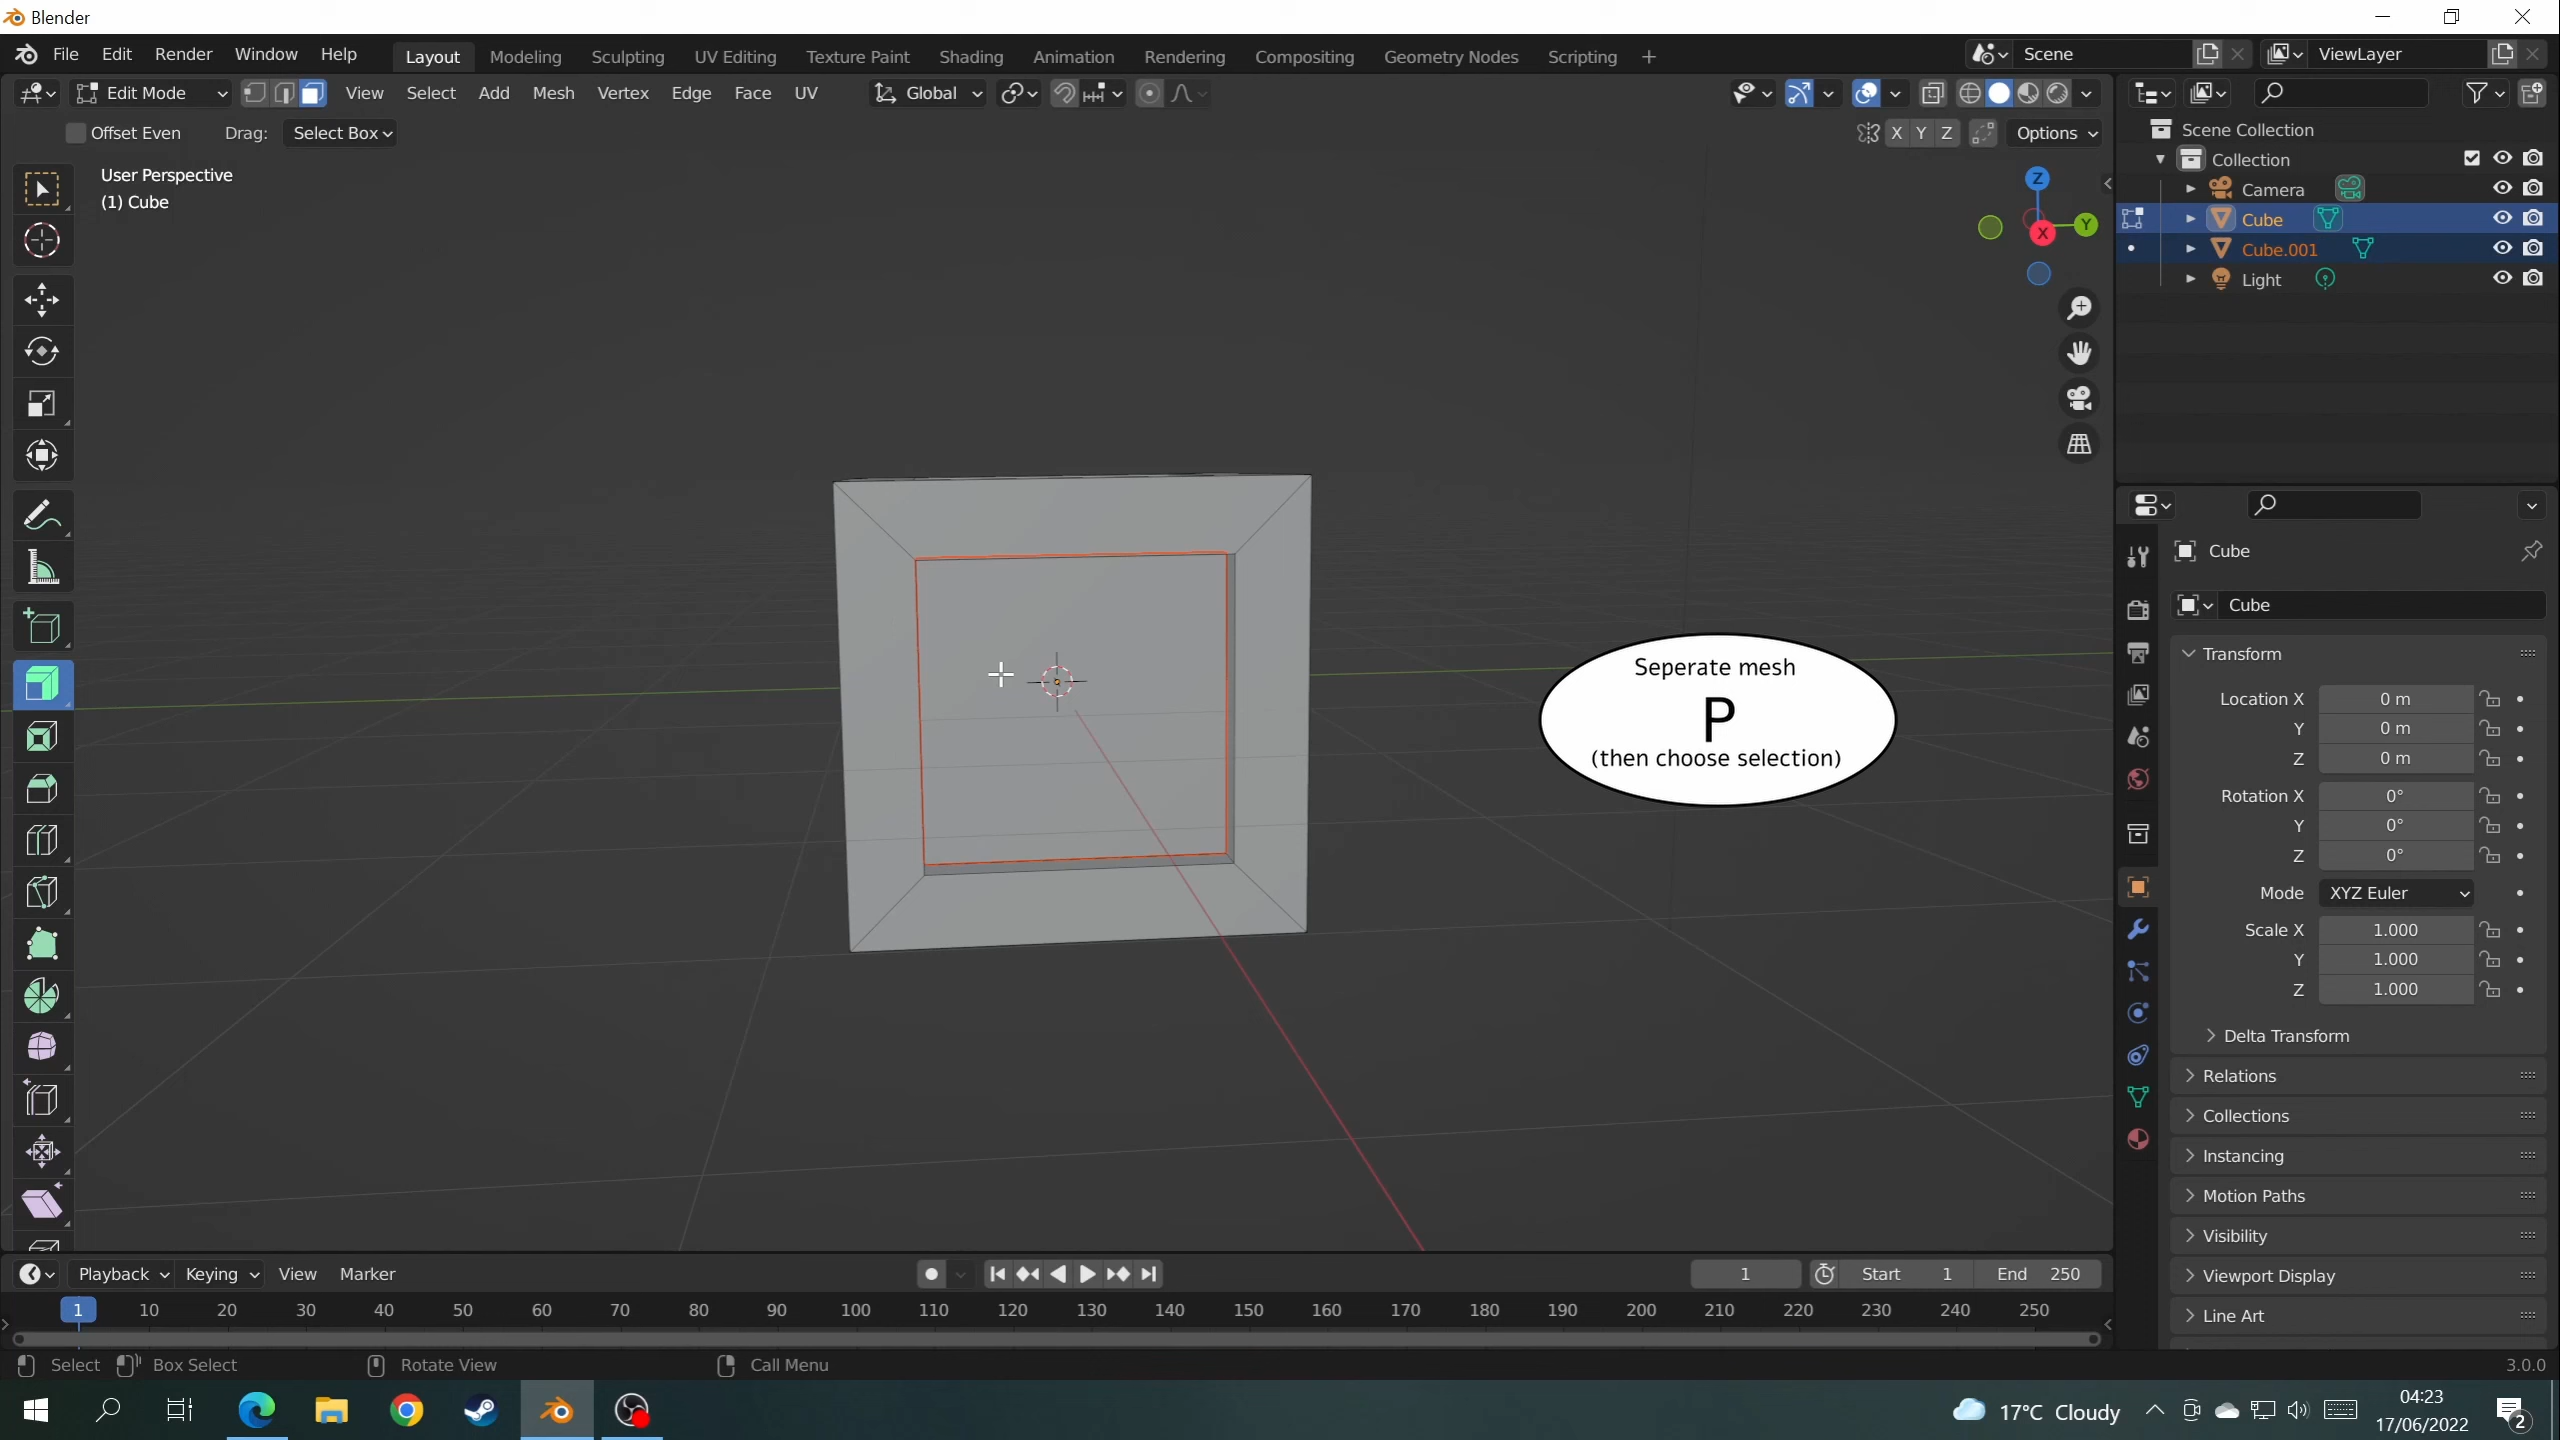 Blender
File Edit Render Window Help Layout Modeling Sculpting UV Editing Texture Paint Shading Animation Rendering Compositing Geometry Nodes Scripting + Scene ViewLayer
Edit Mode View Select Add Mesh Vertex Edge Face UV Global
Offset Even Drag: Select Box X Y Z Options
User Perspective
(1) Cube
Z
Y
X
Scene Collection
Collection
Camera
Cube
Cube.001
Light
Seperate mesh
P
(then choose selection)
Cube
Cube
Transform
Location X 0 m
Y 0 m
Z 0 m
Rotation X 0°
Y 0°
Z 0°
Mode XYZ Euler
Scale X 1.000
Y 1.000
Z 1.000
Delta Transform
Relations
Collections
Instancing
Motion Paths
Visibility
Viewport Display
Line Art
Playback Keying View Marker 1 Start 1 End 250
1 10 20 30 40 50 60 70 80 90 100 110 120 130 140 150 160 170 180 190 200 210 220 230 240 250
Select Box Select Rotate View Call Menu 3.0.0
17°C Cloudy
04:23
17/06/2022
2